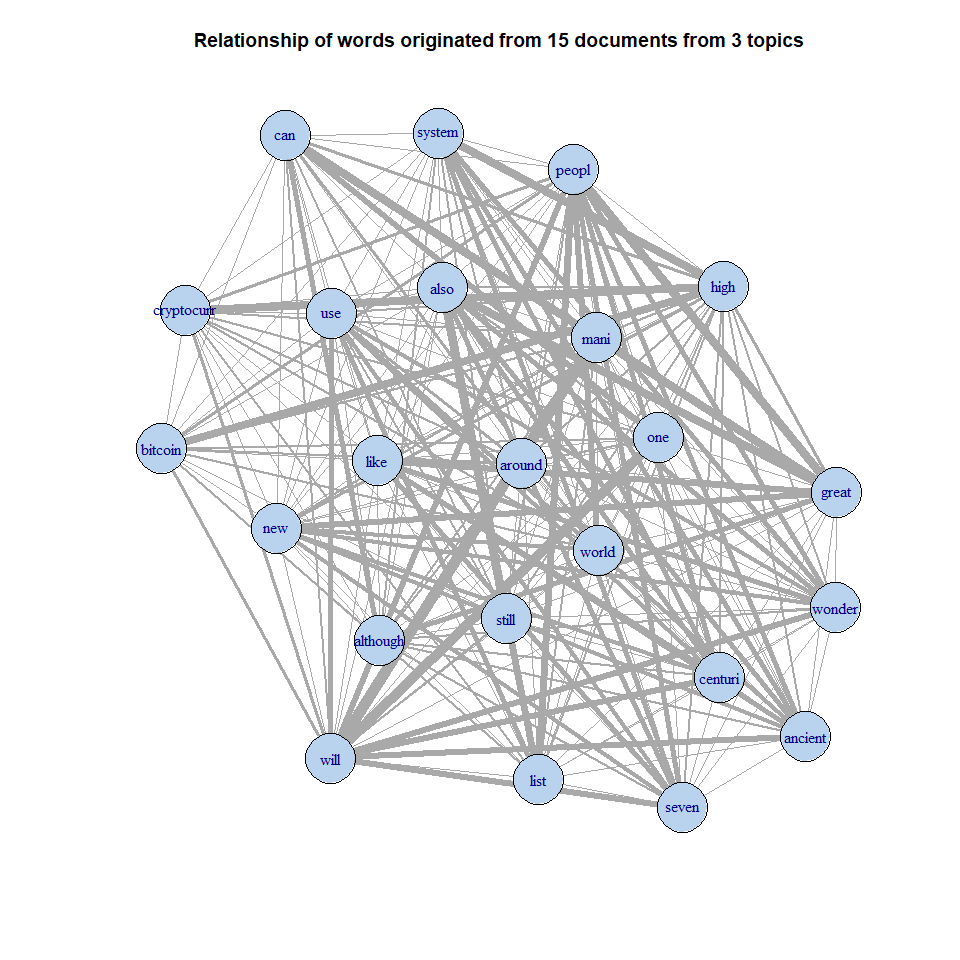 Relationship of words originated from 15 documents from 3 topics
can
system
peopl
high
also
cryptocurr
use
mani
one
bitcoin
like
around
great
new
world
wonder
still
although
centuri
ancient
will
list
seven